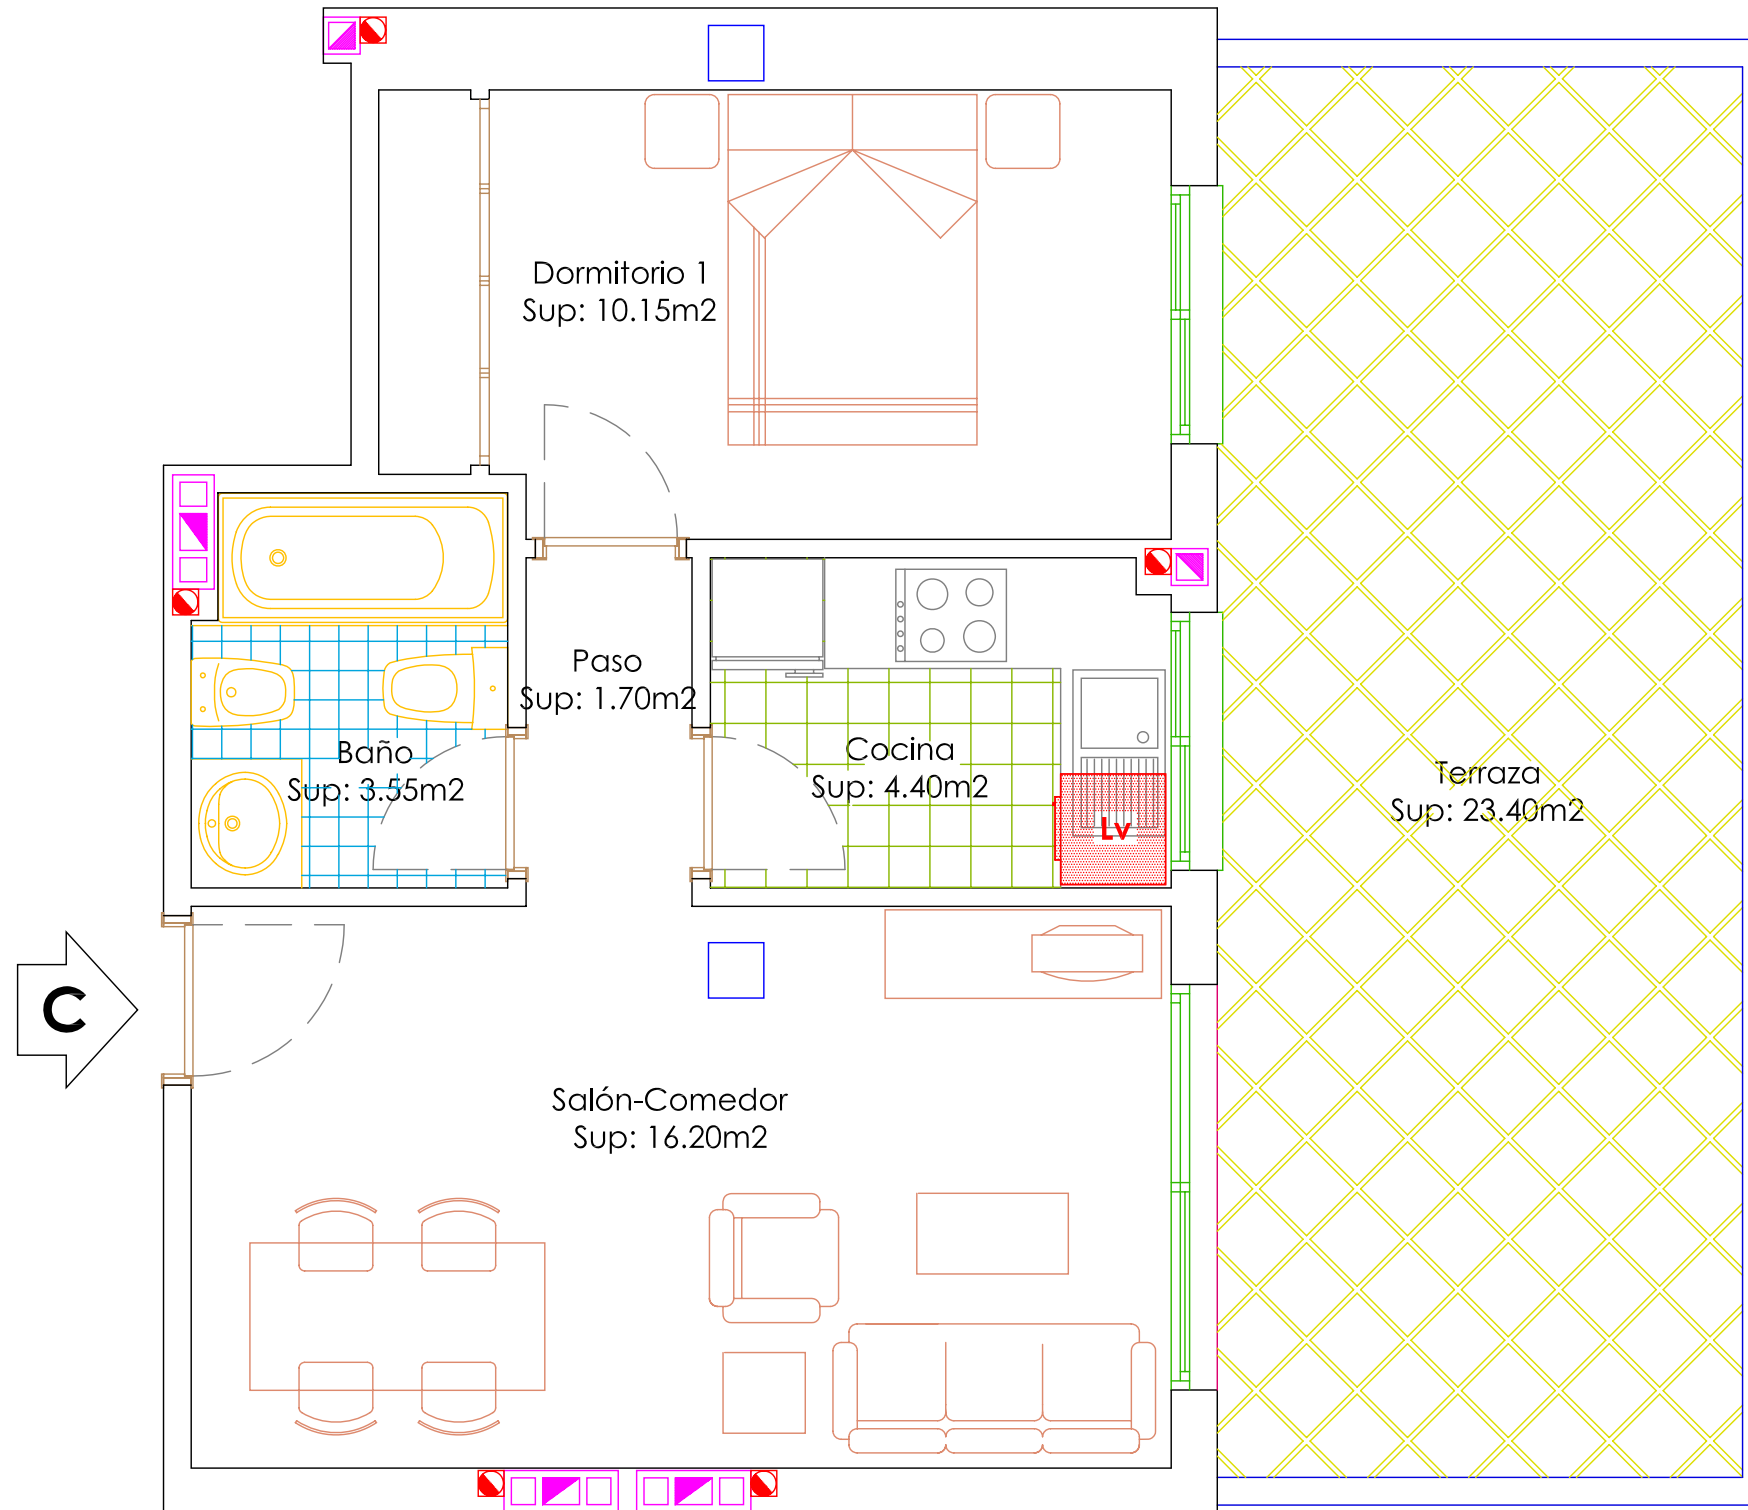 Dormitorio 1
Sup: 10.15m2
Paso
Sup: 1.70m2
Baño
Sup: 3.55m2
Cocina
Sup: 4.40m2
Lv
Terraza
Sup: 23.40m2
C
Salón-Comedor
Sup: 16.20m2